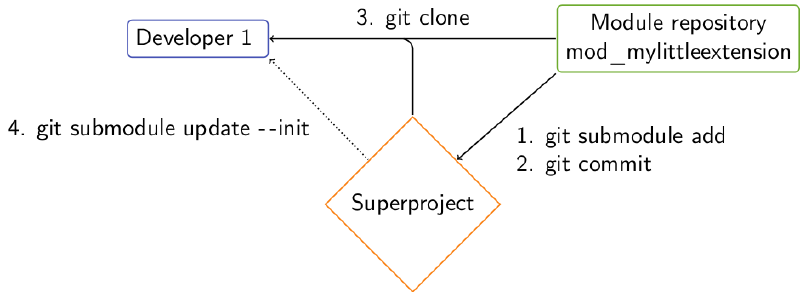 3. git clone
Developer 1
Module repository
mod_mylittleextension
4. git submodule update --init
1. git submodule add
2. git commit
Superproject